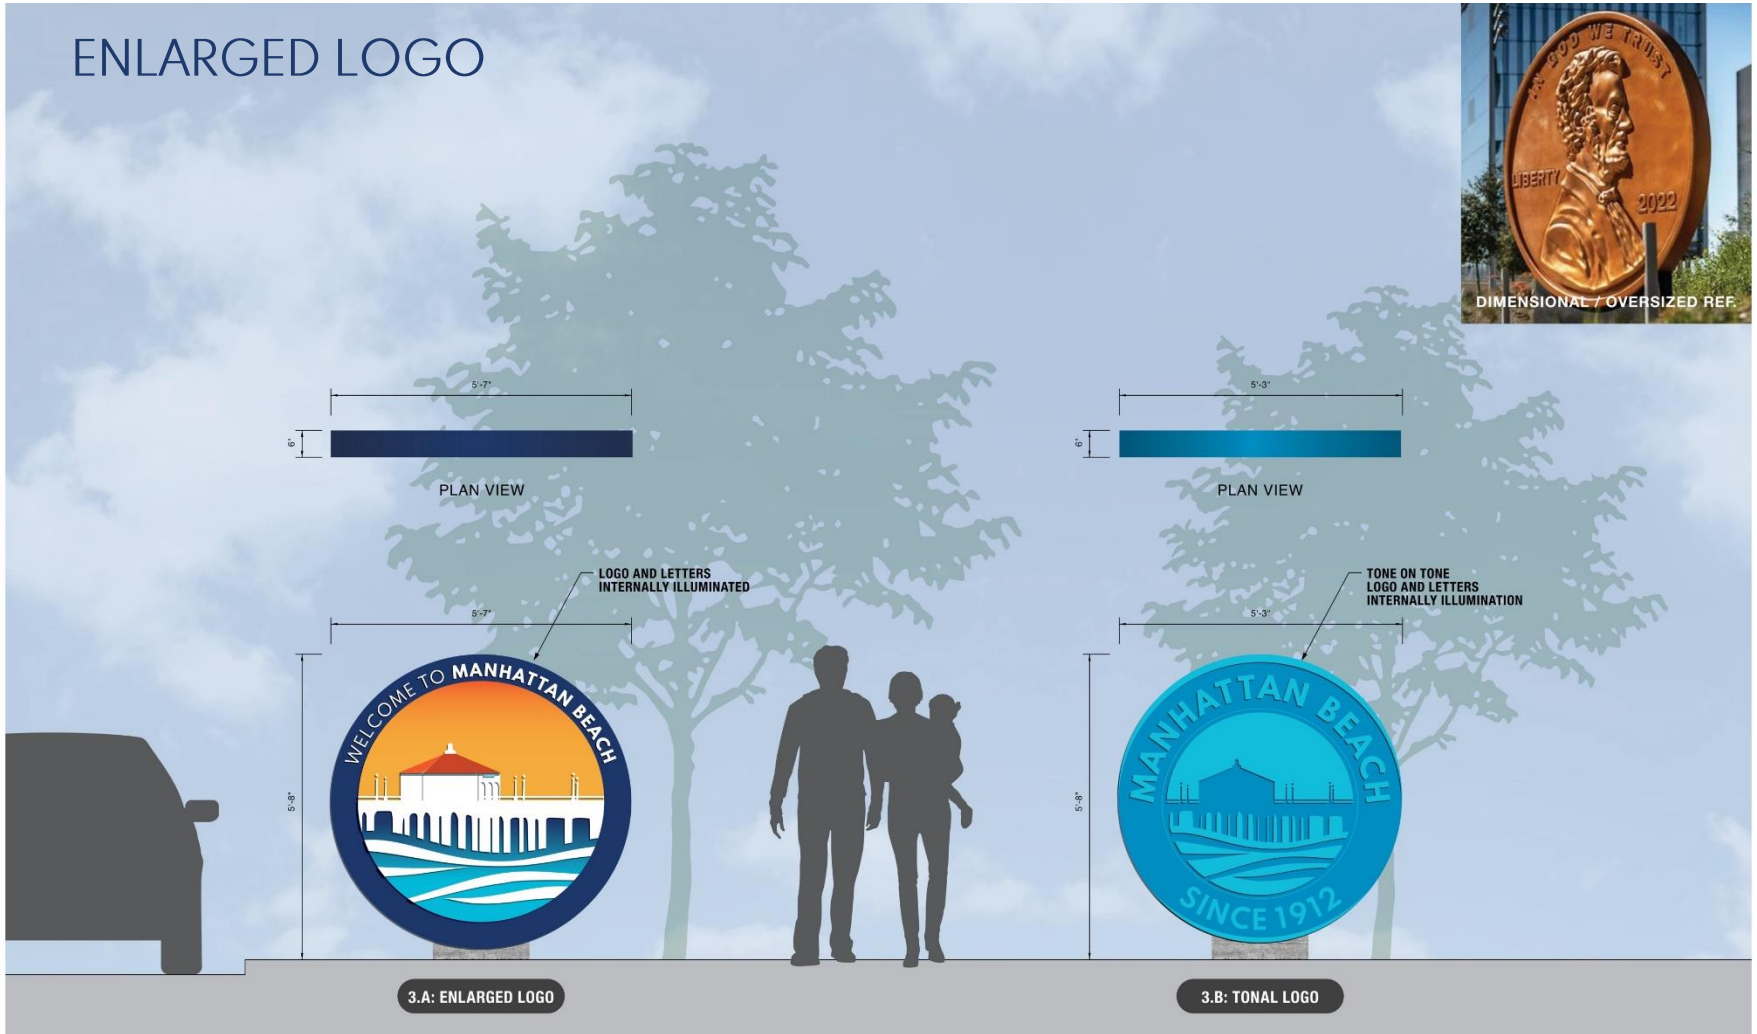 ENLARGED LOGO
IN GOD WE TRUST
LIBERTY
2022
DIMENSIONAL / OVERSIZED REF.
5'-7"
6"
PLAN VIEW
5'-3"
6"
PLAN VIEW
LOGO AND LETTERS
INTERNALLY ILLUMINATED
5'-7"
5'-8"
WELCOME TO MANHATTAN BEACH
TONE ON TONE
LOGO AND LETTERS
INTERNALLY ILLUMINATION
5'-3"
5'-8"
MANHATTAN BEACH
SINCE 1912
3.A: ENLARGED LOGO
3.B: TONAL LOGO